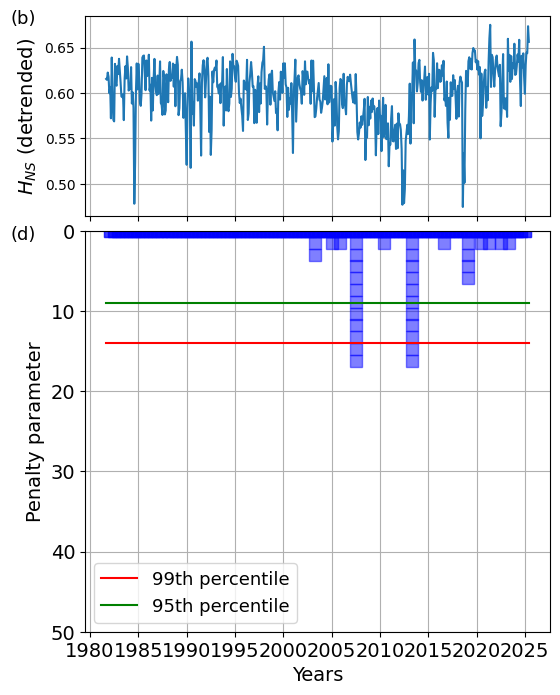 (b)
H_NS (detrended)
0.65
0.60
0.55
0.50
(d)
Penalty parameter
0
10
20
30
40
50
99th percentile
95th percentile
1980 1985 1990 1995 2000 2005 2010 2015 2020 2025
Years